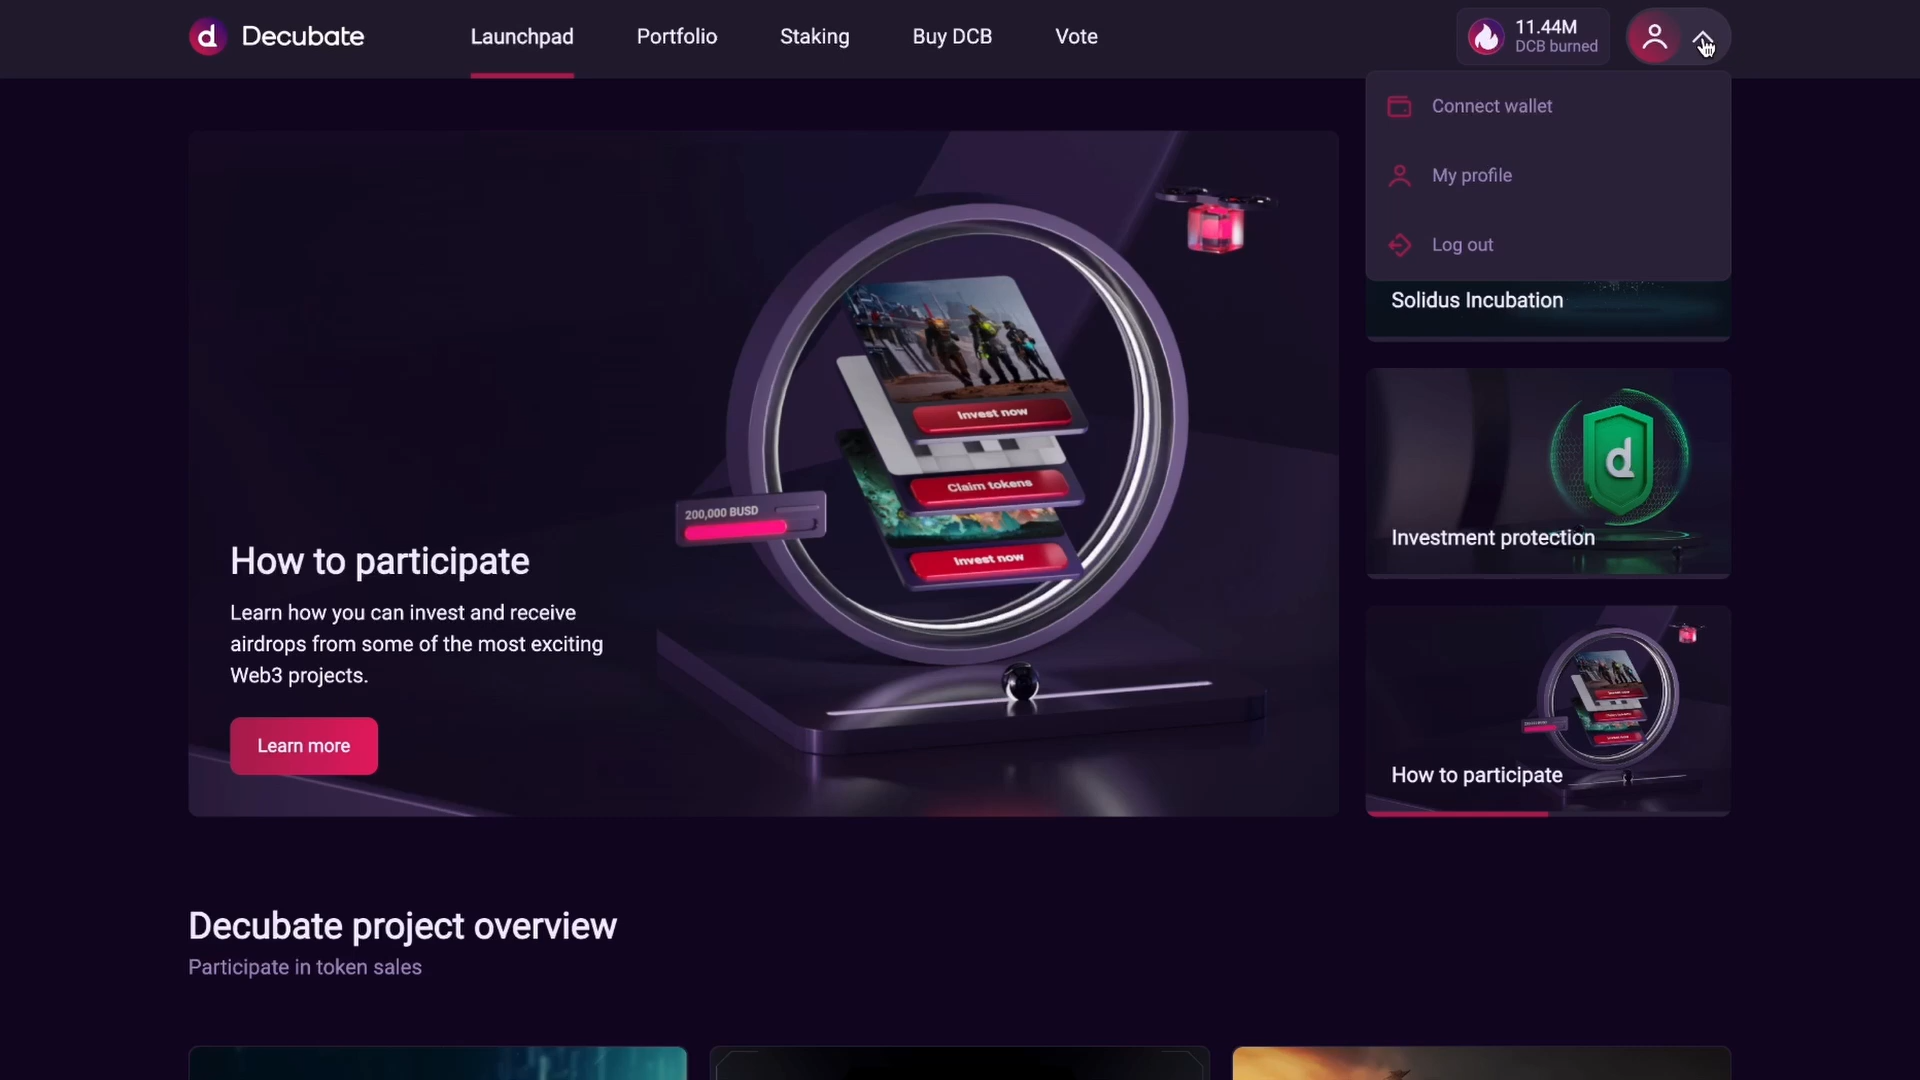 Decubate
Launchpad
Portfolio
Staking
Buy DCB
Vote
11.44M
DCB burned
Connect wallet
My profile
Log out
Solidus Incubation
Invest now
Claim tokens
Invest now
200,000 BUSD
How to participate
Learn how you can invest and receive
airdrops from some of the most exciting
Web3 projects.
Learn more
Investment protection
How to participate
Decubate project overview
Participate in token sales